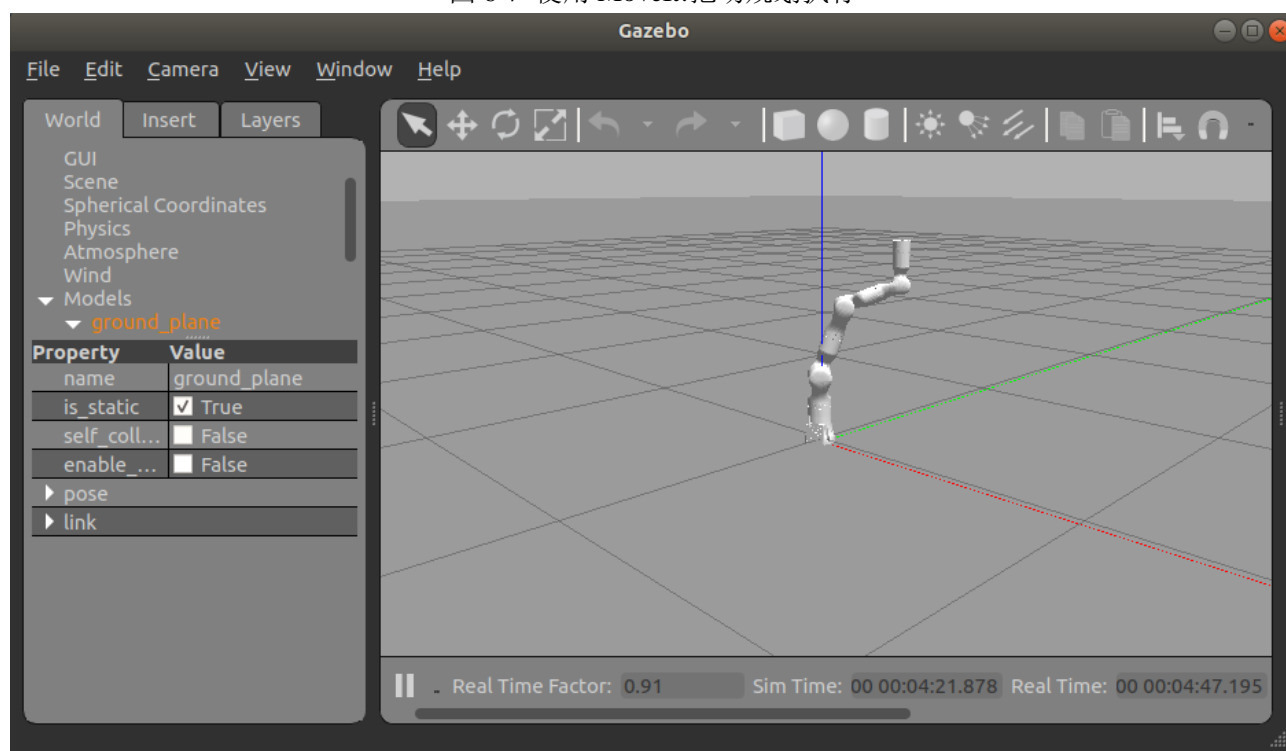 Gazebo
File Edit Camera View Window Help
World Insert Layers
GUI
Scene
Spherical Coordinates
Physics
Atmosphere
Wind
Models
ground_plane
Property Value
name ground_plane
is_static True
self_coll... False
enable_... False
pose
link
Real Time Factor: 0.91 Sim Time: 00 00:04:21.878 Real Time: 00 00:04:47.195